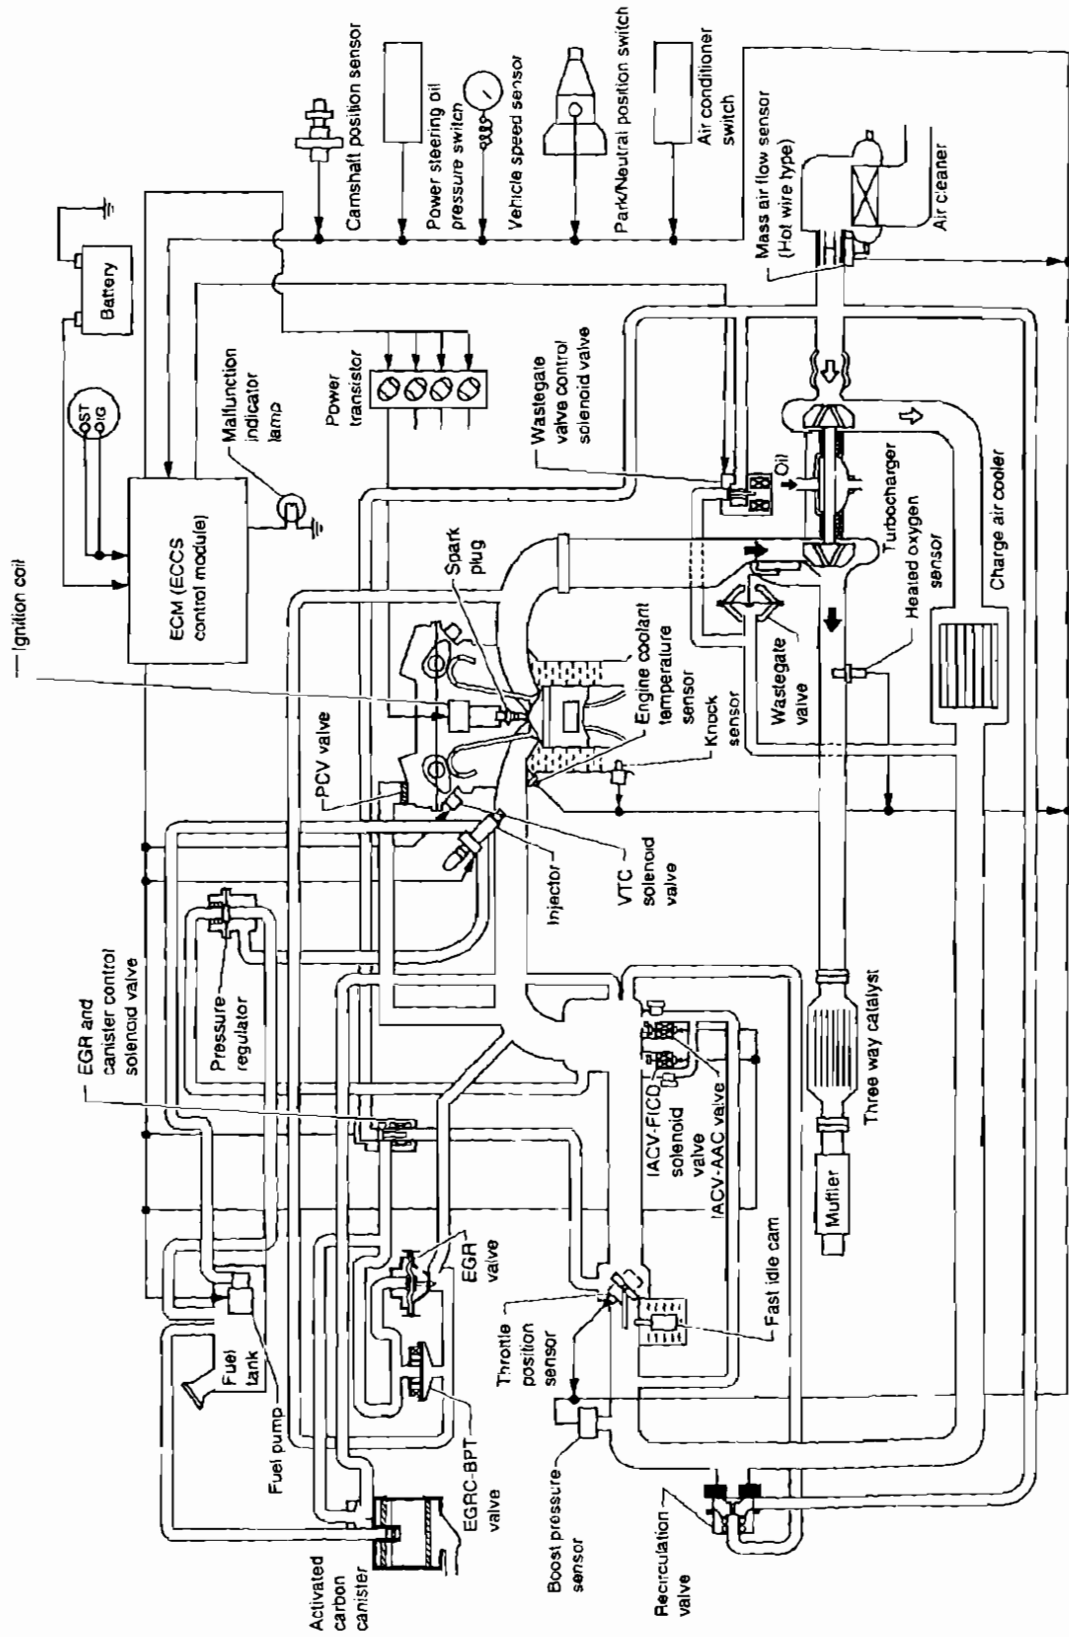 Ignition coil
Battery
ST
IG
ECM (ECCS
control module)
Malfunction
indicator
lamp
Camshaft position sensor
Power steering oil
pressure switch
Vehicle speed sensor
Park/Neutral position switch
Air conditioner
switch
Power
transistor
Mass air flow sensor
(Hot wire type)
Air cleaner
Wastegate
valve control
solenoid valve
Oil
Turbocharger
Heated oxygen
sensor
Charge air cooler
Spark
plug
Engine coolant
temperature
sensor
Knock
sensor
Wastegate
valve
PCV valve
Injector
VTC
solenoid
valve
EGR and
canister control
solenoid valve
Pressure
regulator
IACV-FICD
solenoid
valve
IACV-AAC valve
Three way catalyst
Muffler
Fuel
tank
Fuel pump
EGR
valve
EGRC-BPT
valve
Throttle
position
sensor
Fast idle cam
Activated
carbon
canister
Boost pressure
sensor
Recirculation
valve